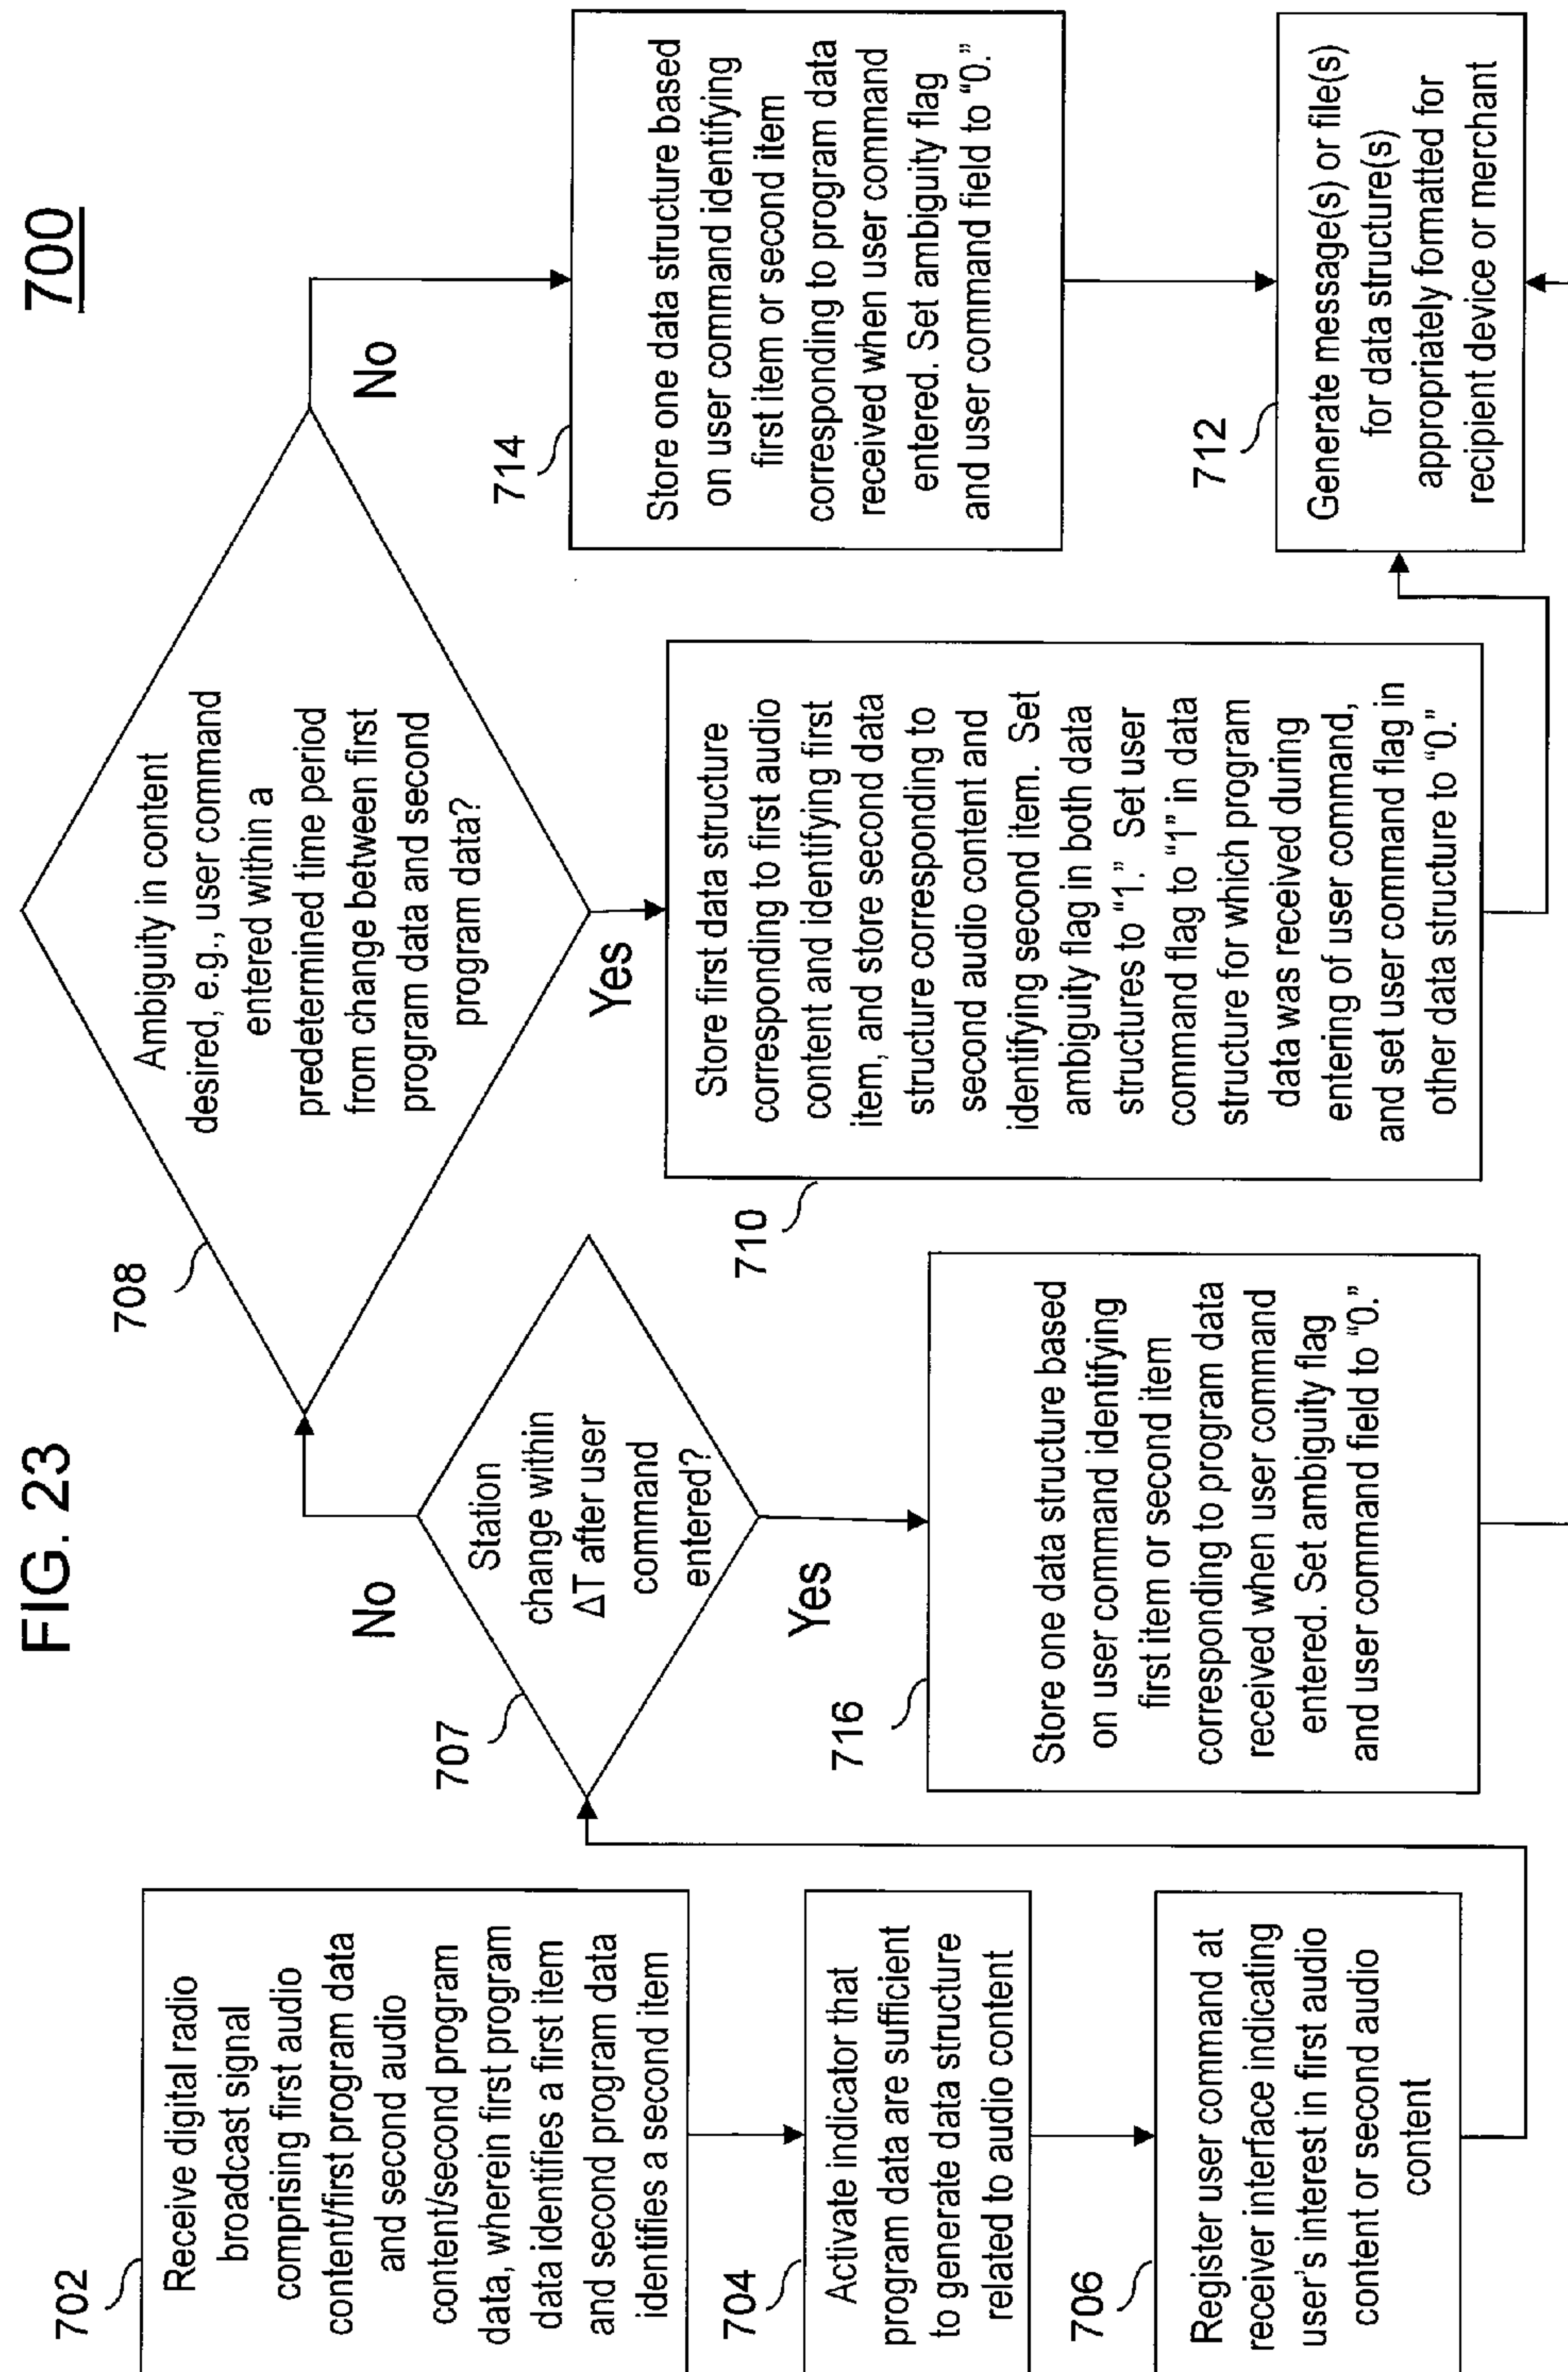 FIG. 23
700
702
Receive digital radio
broadcast signal
comprising first audio
content/first program data
and second audio
content/second program
data, wherein first program
data identifies a first item
and second program data
identifies a second item
704
Activate indicator that
program data are sufficient
to generate data structure
related to audio content
706
Register user command at
receiver interface indicating
user's interest in first audio
content or second audio
content
707
Station
change within
ΔT after user
command
entered?
No
Yes
716
Store one data structure based
on user command identifying
first item or second item
corresponding to program data
received when user command
entered. Set ambiguity flag
and user command field to “0.”
708
Ambiguity in content
desired, e.g., user command
entered within a
predetermined time period
from change between first
program data and second
program data?
Yes
No
710
Store first data structure
corresponding to first audio
content and identifying first
item, and store second data
structure corresponding to
second audio content and
identifying second item. Set
ambiguity flag in both data
structures to “1.” Set user
command flag to “1” in data
structure for which program
data was received during
entering of user command,
and set user command flag in
other data structure to “0.”
714
Store one data structure based
on user command identifying
first item or second item
corresponding to program data
received when user command
entered. Set ambiguity flag
and user command field to “0.”
712
Generate message(s) or file(s)
for data structure(s)
appropriately formatted for
recipient device or merchant